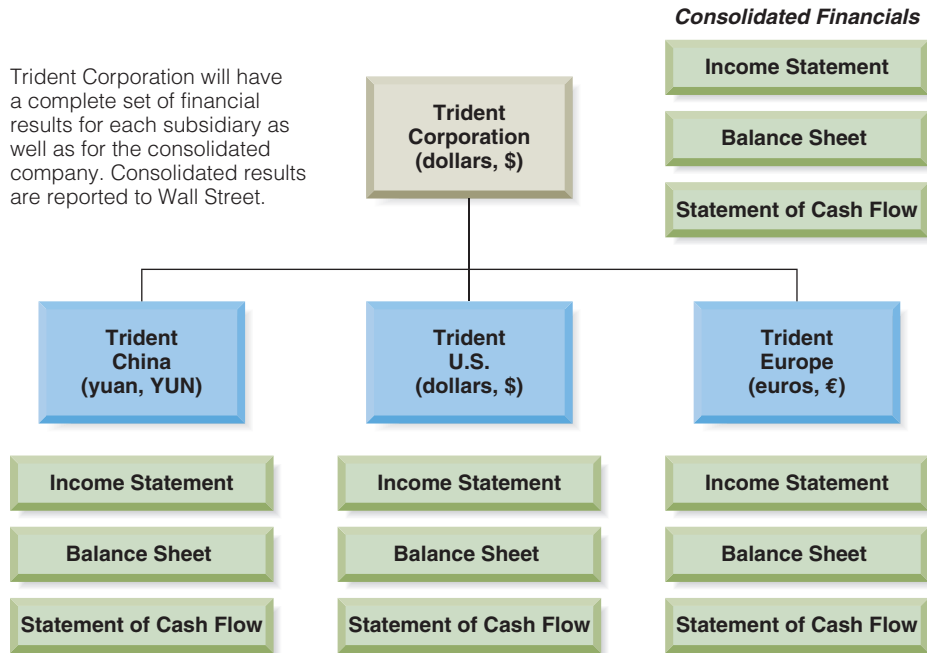 Consolidated Financials
Trident Corporation will have
a complete set of financial
results for each subsidiary as
well as for the consolidated
company. Consolidated results
are reported to Wall Street.
Trident
Corporation
(dollars, $)
Income Statement
Balance Sheet
Statement of Cash Flow
Trident
China
(yuan, YUN)
Trident
U.S.
(dollars, $)
Trident
Europe
(euros, €)
Income Statement
Income Statement
Income Statement
Balance Sheet
Balance Sheet
Balance Sheet
Statement of Cash Flow
Statement of Cash Flow
Statement of Cash Flow